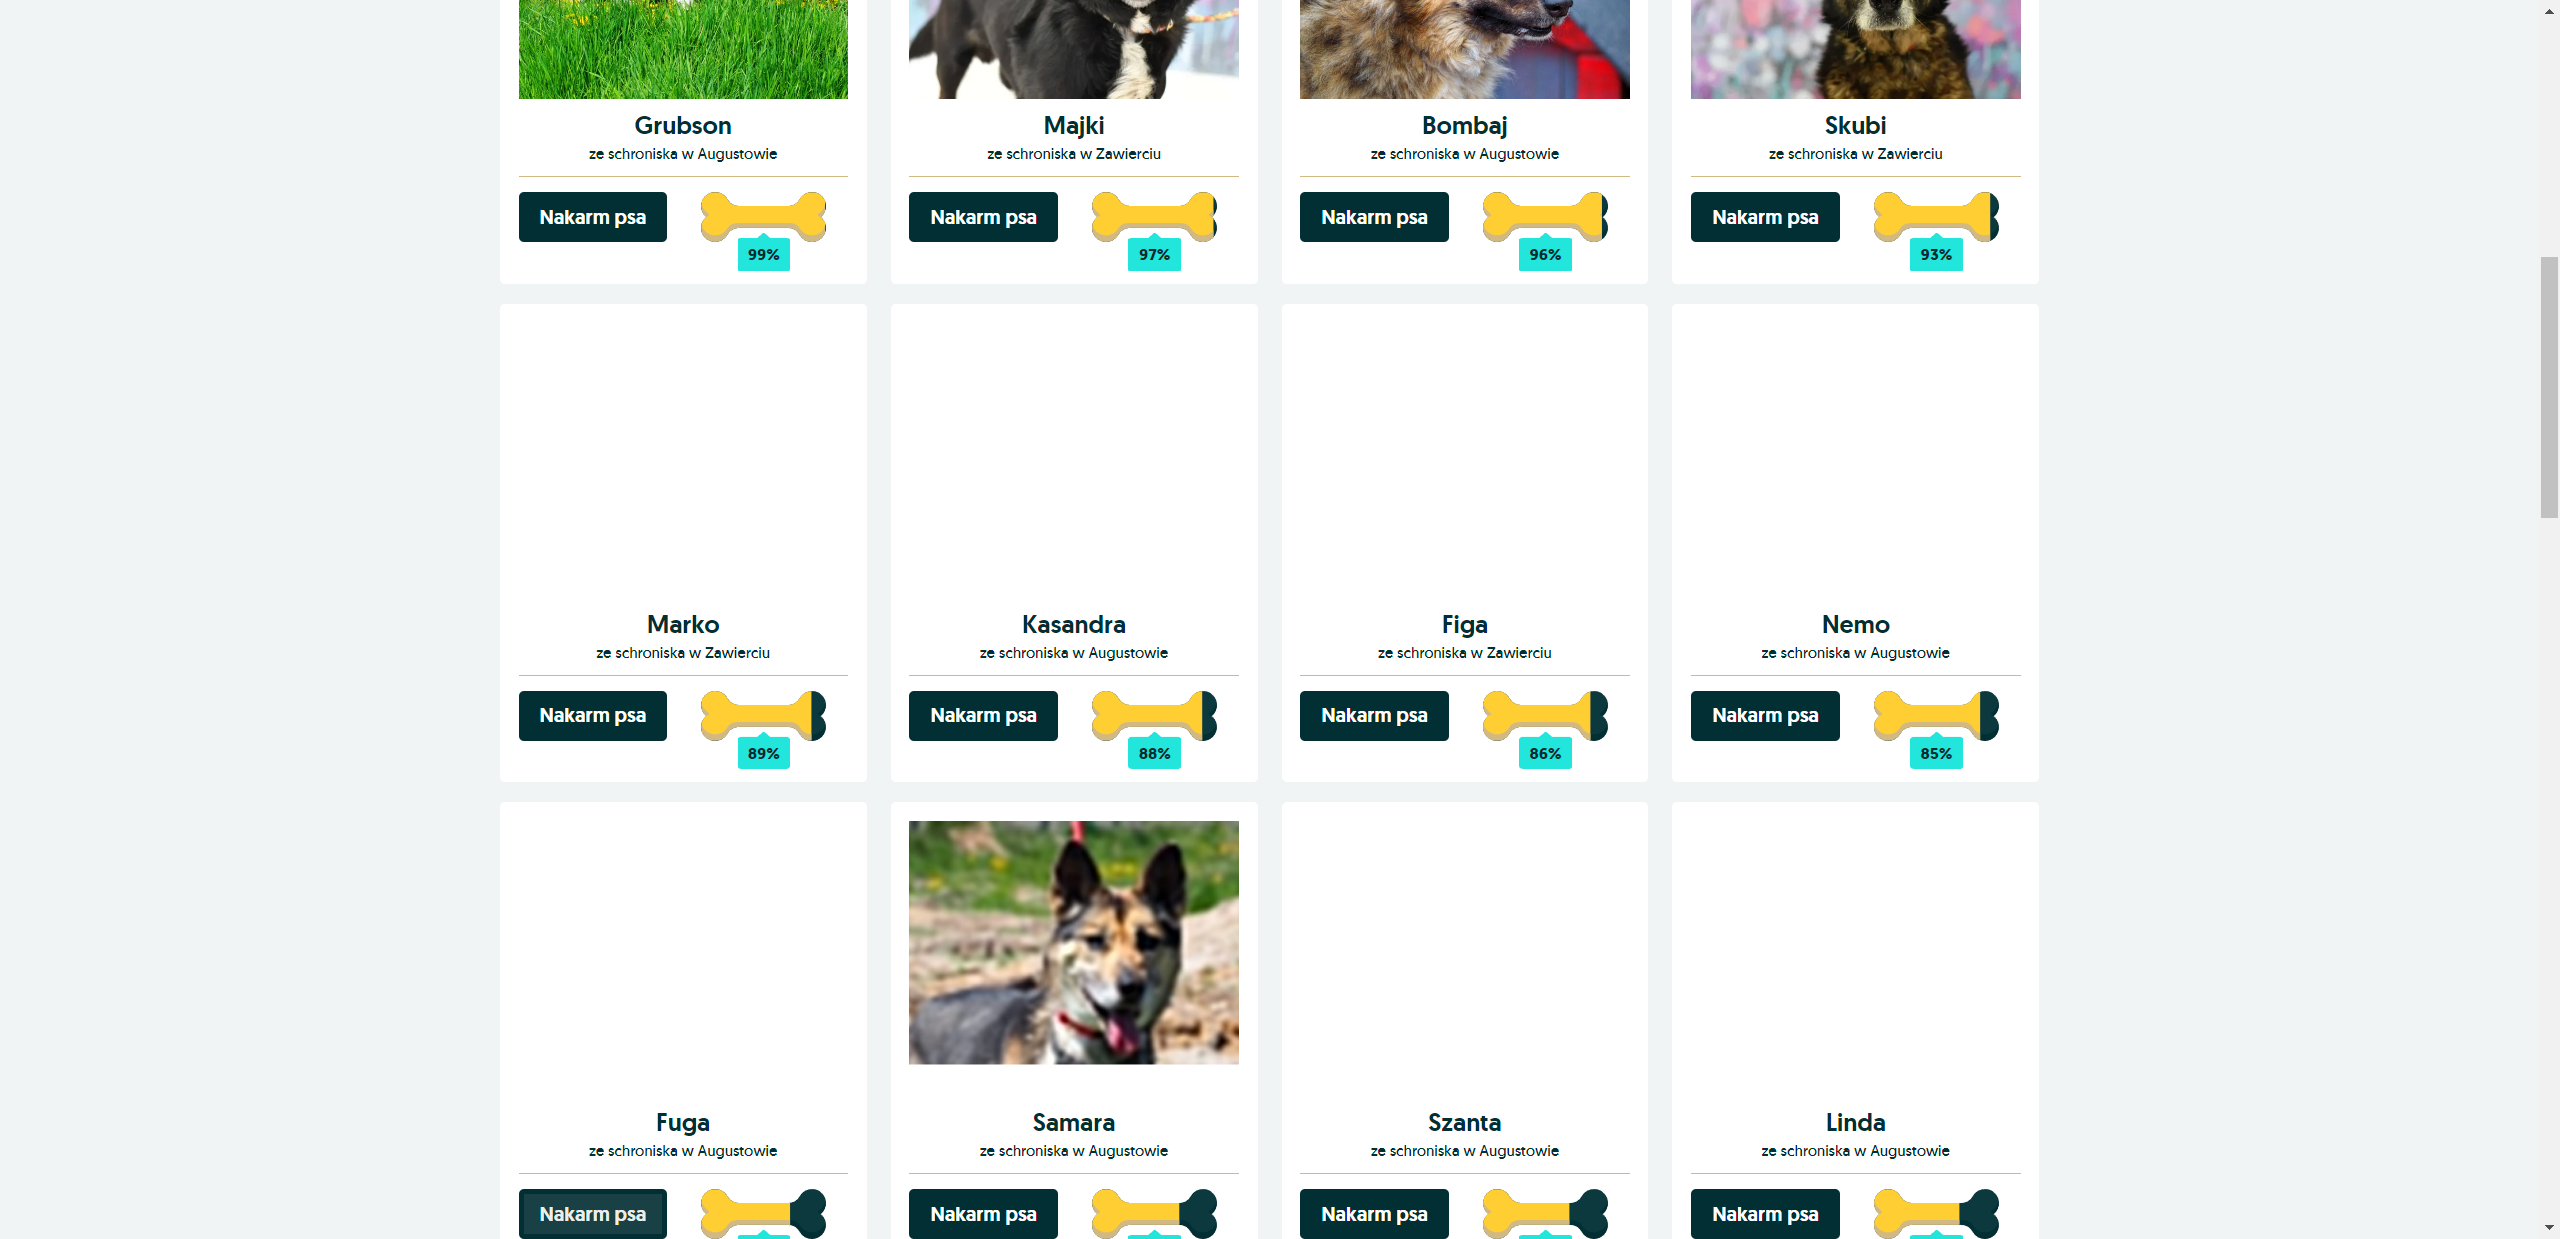 Grubson
ze schroniska w Augustowie
Nakarm psa
99%
Majki
ze schroniska w Zawierciu
Nakarm psa
97%
Bombaj
ze schroniska w Augustowie
Nakarm psa
96%
Skubi
ze schroniska w Zawierciu
Nakarm psa
93%
Marko
ze schroniska w Zawierciu
Nakarm psa
89%
Kasandra
ze schroniska w Augustowie
Nakarm psa
88%
Figa
ze schroniska w Zawierciu
Nakarm psa
86%
Nemo
ze schroniska w Augustowie
Nakarm psa
85%
Fuga
ze schroniska w Augustowie
Nakarm psa
Samara
ze schroniska w Augustowie
Nakarm psa
Szanta
ze schroniska w Augustowie
Nakarm psa
Linda
ze schroniska w Augustowie
Nakarm psa